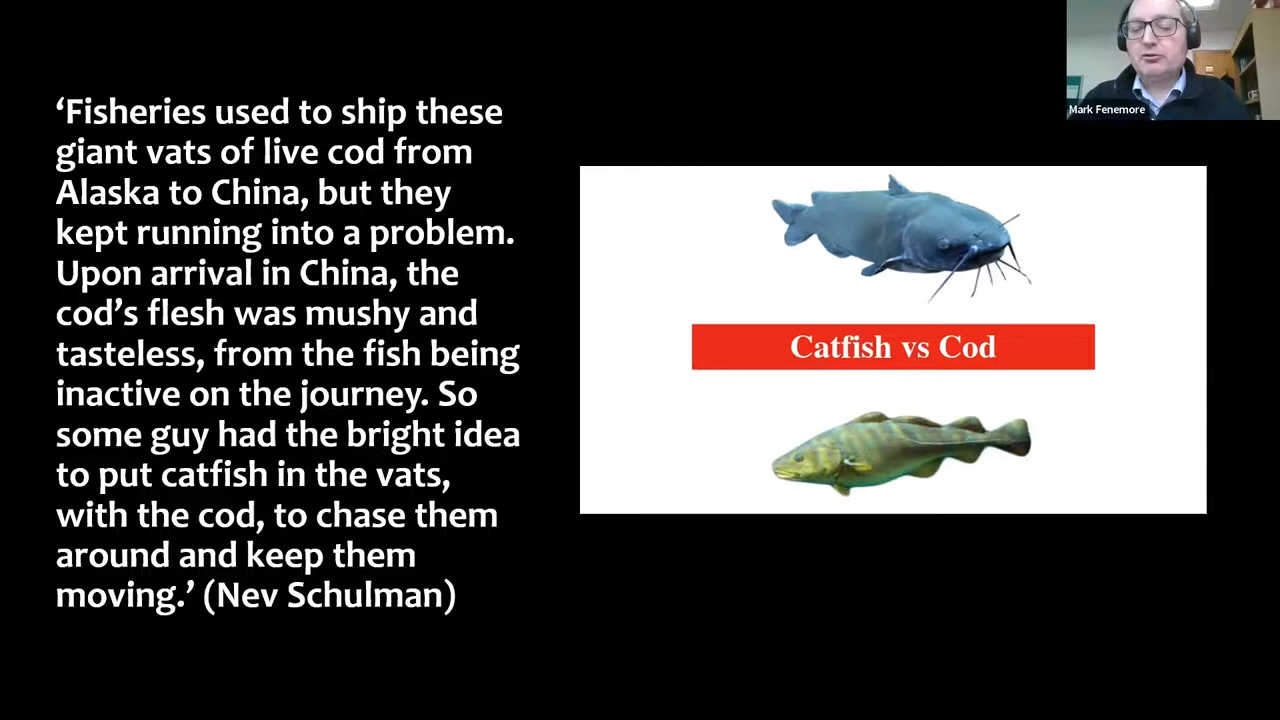 ‘Fisheries used to ship these
giant vats of live cod from
Alaska to China, but they
kept running into a problem.
Upon arrival in China, the
cod’s flesh was mushy and
tasteless, from the fish being
inactive on the journey. So
some guy had the bright idea
to put catfish in the vats,
with the cod, to chase them
around and keep them
moving.’ (Nev Schulman)
Catfish vs Cod
Mark Fenemore